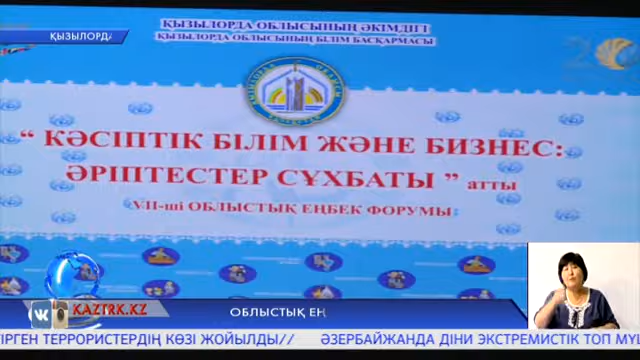 ҚЫЗЫЛОРДА
ҚЫЗЫЛОРДА ОБЛЫСЫНЫҢ ӘКІМДІГІ
ҚЫЗЫЛОРДА ОБЛЫСЫНЫҢ БІЛІМ БАСҚАРМАСЫ
“ КӘСІПТІК БІЛІМ ЖӘНЕ БИЗНЕС:
ӘРІПТЕСТЕР СҰХБАТЫ ” атты
VII-ші ОБЛЫСТЫҚ ЕҢБЕК ФОРУМЫ
KAZTRK.KZ
ОБЛЫСТЫҚ ЕҢ
ІРГЕН ТЕРРОРИСТЕРДІҢ КӨЗІ ЖОЙЫЛДЫ// ӘЗЕРБАЙЖАНДА ДІНИ ЭКСТРЕМИСТІК ТОП МҮ